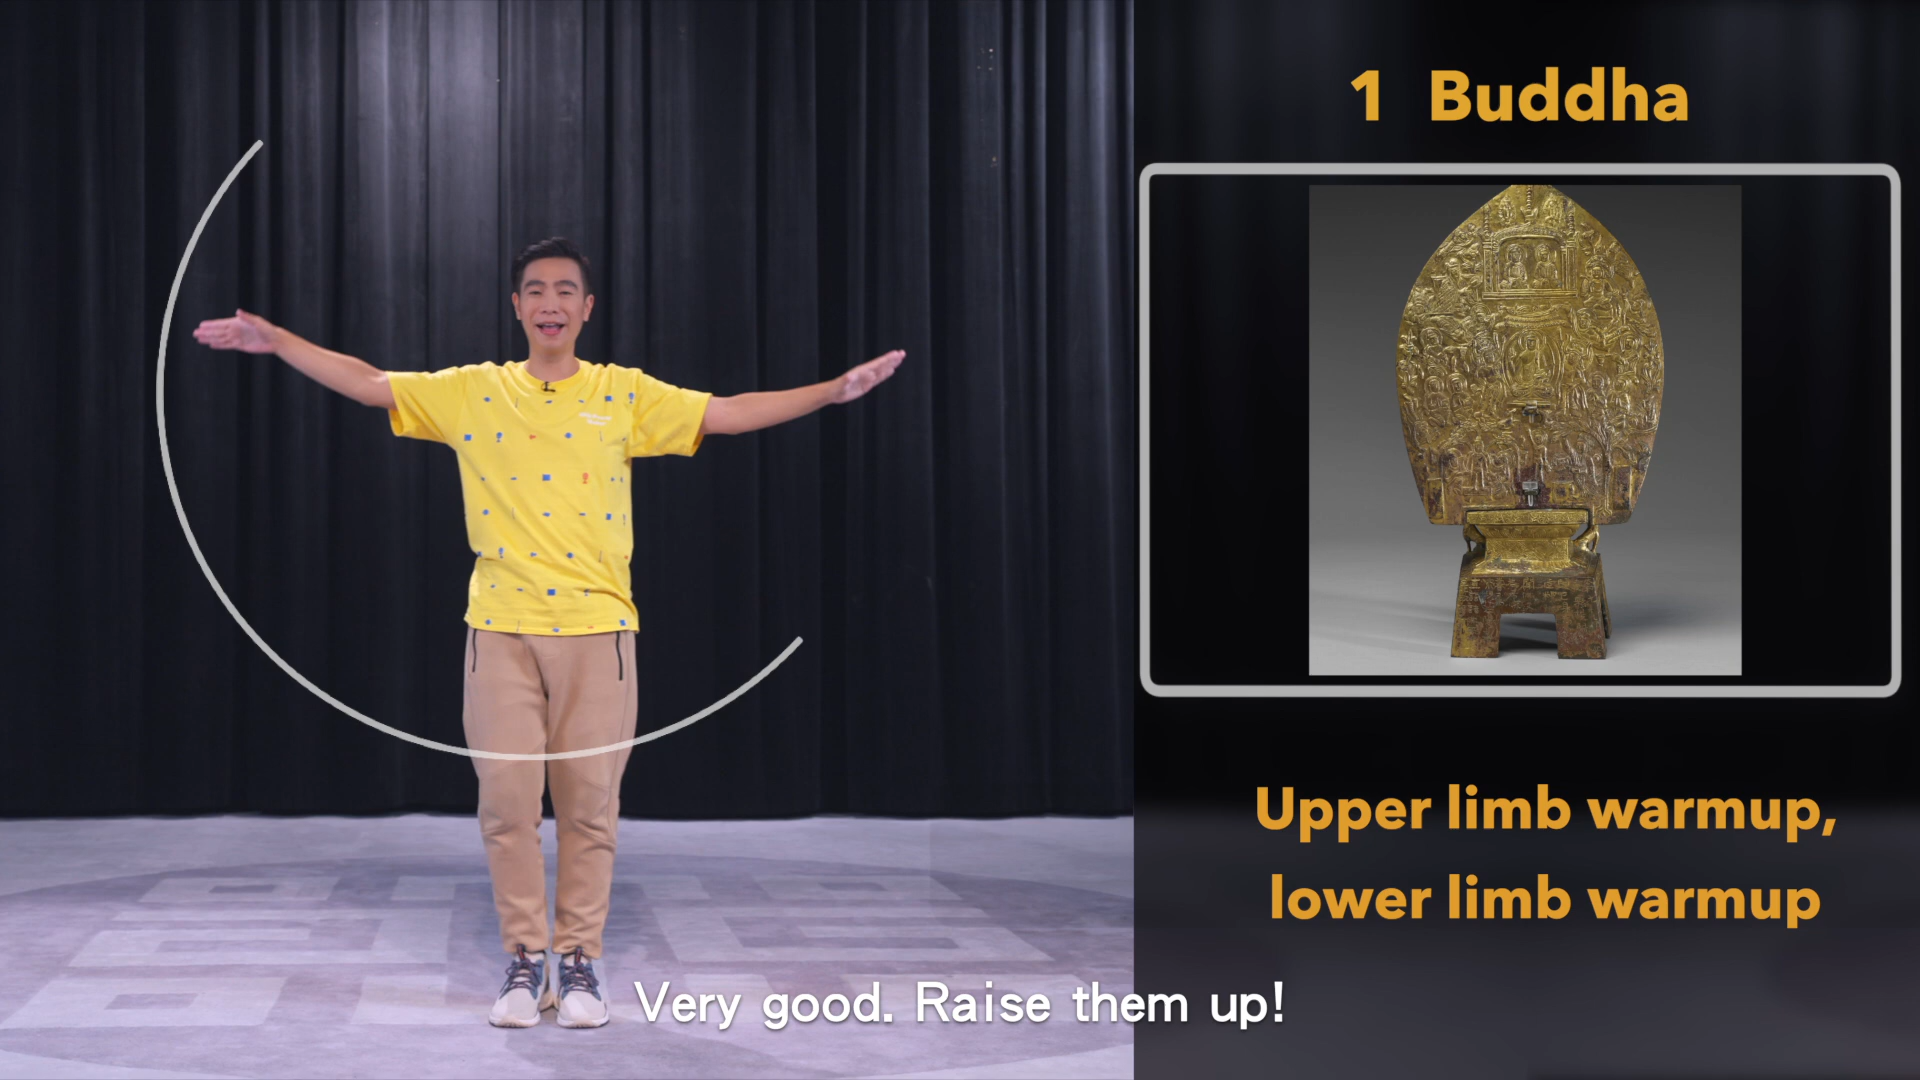 1 Buddha
Upper limb warmup,
lower limb warmup
Very good. Raise them up!